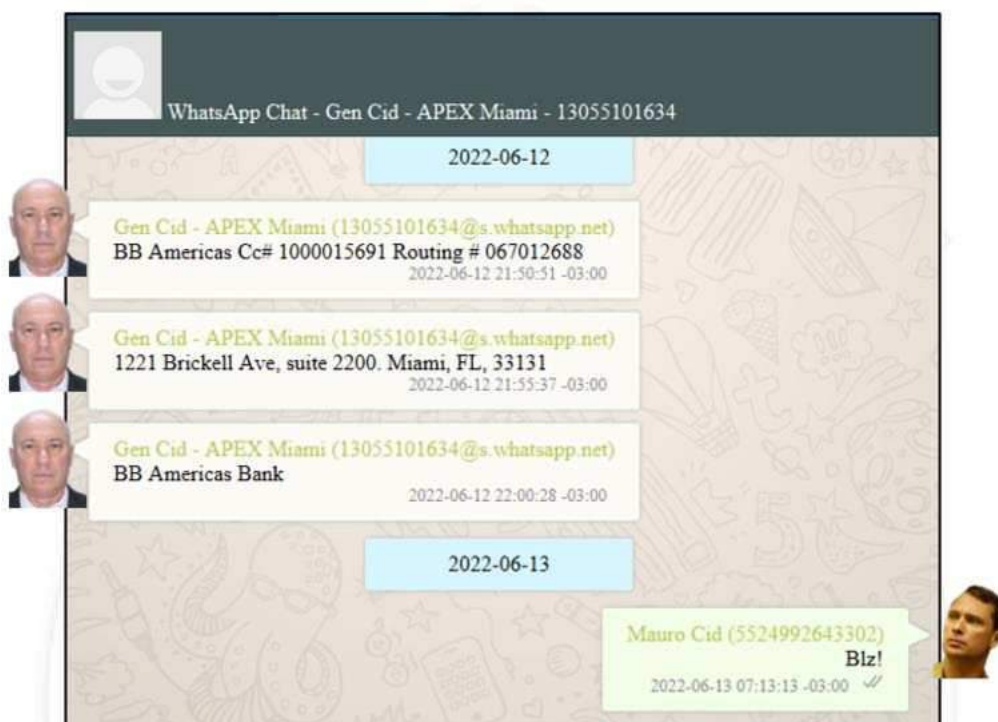 WhatsApp Chat - Gen Cid - APEX Miami - 13055101634
2022-06-12
Gen Cid - APEX Miami (13055101634@s.whatsapp.net)
BB Americas Cc# 1000015691 Routing # 067012688
2022-06-12 21:50:51 -03:00
Gen Cid - APEX Miami (13055101634@s.whatsapp.net)
1221 Brickell Ave, suite 2200. Miami, FL, 33131
2022-06-12 21:55:37 -03:00
Gen Cid - APEX Miami (13055101634@s.whatsapp.net)
BB Americas Bank
2022-06-12 22:00:28 -03:00
2022-06-13
Mauro Cid (5524992643302)
Blz!
2022-06-13 07:13:13 -03:00